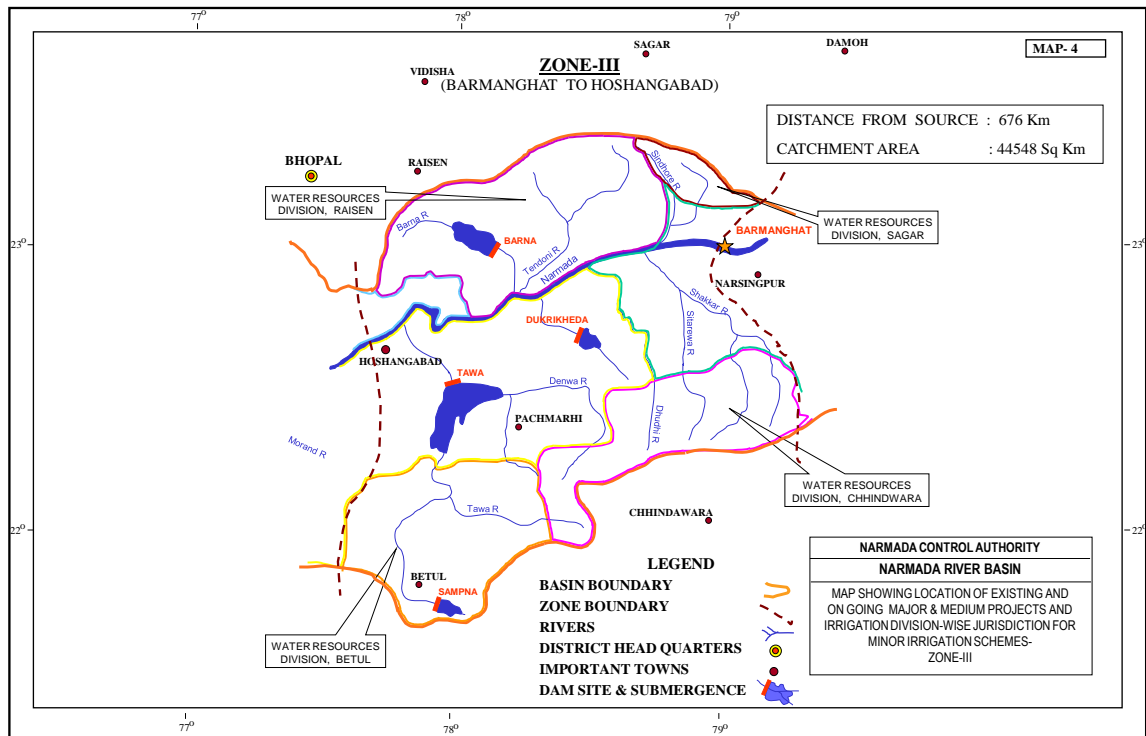 77°
78°
79°
MAP- 4
ZONE-III
(BARMANGHAT TO HOSHANGABAD)
SAGAR
DAMOH
VIDISHA
DISTANCE FROM SOURCE : 676 Km
CATCHMENT AREA : 44548 Sq Km
BHOPAL
RAISEN
WATER RESOURCES
DIVISION, RAISEN
Sindhore R
WATER RESOURCES
DIVISION, SAGAR
Barna R
BARNA
Tendoni R
Narmada
BARMANGHAT
23°
23°
NARSINGPUR
Shakkar R
Sitarewa R
DUKRIKHEDA
HOSHANGABAD
TAWA
Denwa R
PACHMARHI
Dhudhi R
Morand R
WATER RESOURCES
DIVISION, CHHINDWARA
Tawa R
CHHINDAWARA
22°
22°
BETUL
SAMPNA
WATER RESOURCES
DIVISION, BETUL
LEGEND
BASIN BOUNDARY
ZONE BOUNDARY
RIVERS
DISTRICT HEAD QUARTERS
IMPORTANT TOWNS
DAM SITE & SUBMERGENCE
NARMADA CONTROL AUTHORITY
NARMADA RIVER BASIN
MAP SHOWING LOCATION OF EXISTING AND
ON GOING MAJOR & MEDIUM PROJECTS AND
IRRIGATION DIVISION-WISE JURISDICTION FOR
MINOR IRRIGATION SCHEMES-
ZONE-III
77°
78°
79°